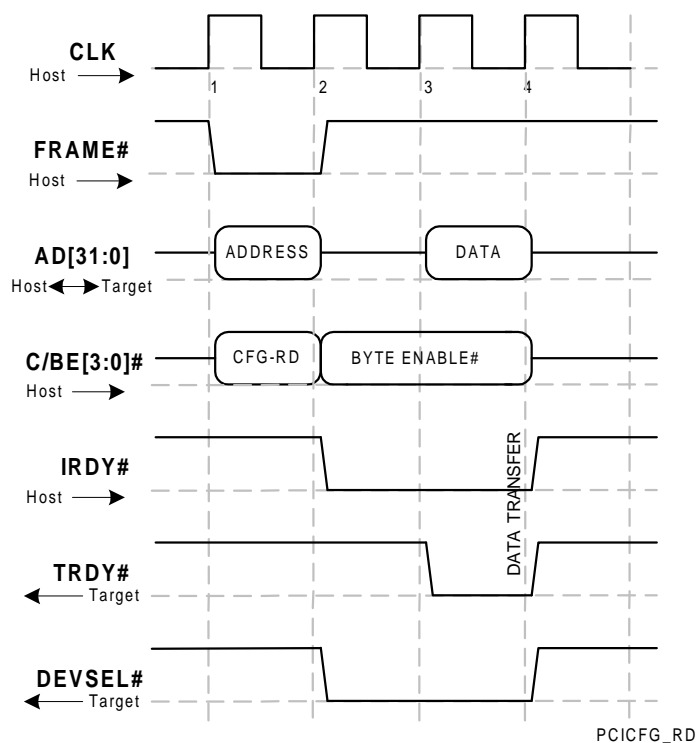 CLK
Host
1 2 3 4
FRAME#
Host
AD[31:0]
ADDRESS DATA
Host Target
C/BE[3:0]#
CFG-RD BYTE ENABLE#
Host
IRDY#
Host
DATA TRANSFER
TRDY#
Target
DEVSEL#
Target
PCICFG_RD